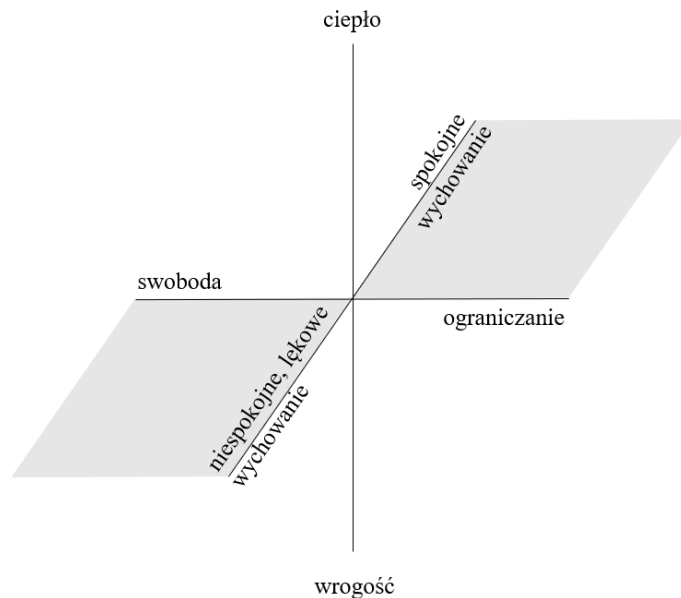 ciepło
spokojne
wychowanie
swoboda
ograniczanie
niespokojne, lękowe
wychowanie
wrogość